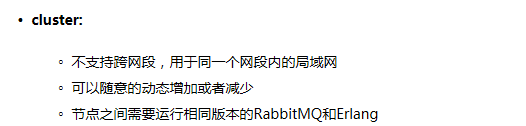 • cluster:
◦ 不支持跨网段，用于同一个网段内的局域网
◦ 可以随意的动态增加或者减少
◦ 节点之间需要运行相同版本的RabbitMQ和Erlang